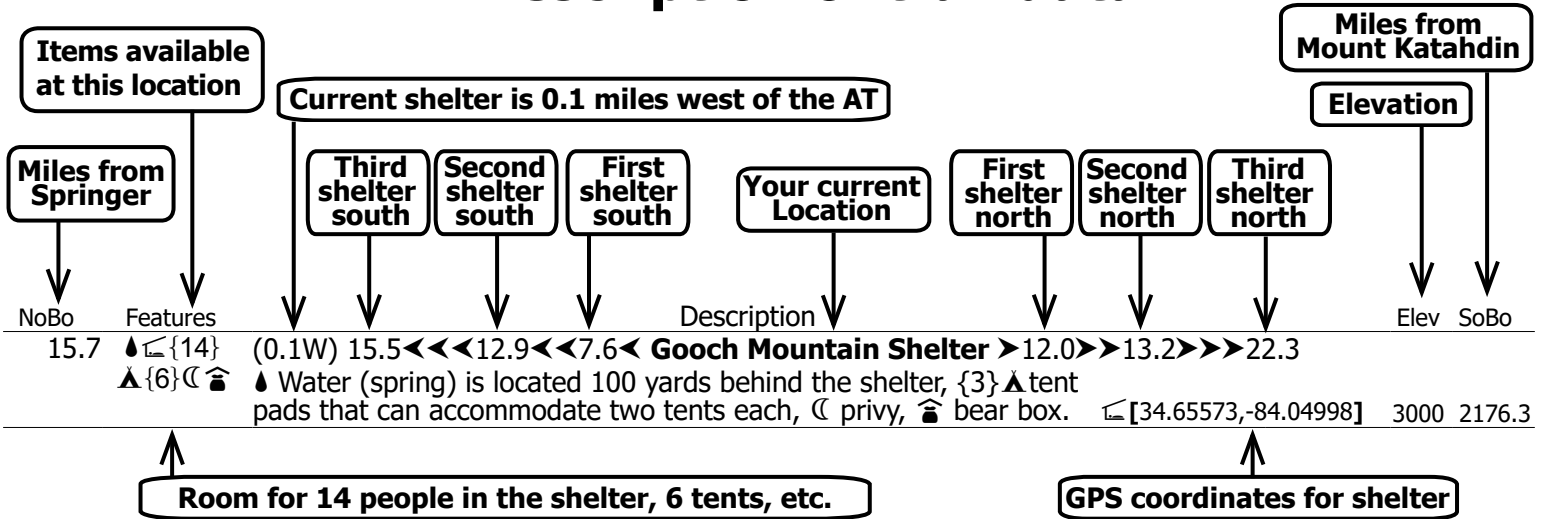 Miles from
Mount Katahdin
Items available
at this location
Current shelter is 0.1 miles west of the AT
Elevation
Miles from
Springer
Third
shelter
south
Second
shelter
south
First
shelter
south
Your current
Location
First
shelter
north
Second
shelter
north
Third
shelter
north
NoBo Features Description Elev SoBo
15.7 {14} (0.1W) 15.5⮜⮜⮜12.9⮜⮜7.6⮜ Gooch Mountain Shelter ⮞12.0⮞⮞13.2⮞⮞⮞22.3
{6}☾ Water (spring) is located 100 yards behind the shelter, {3} tent
pads that can accommodate two tents each, ☾ privy, bear box. [34.65573,-84.04998] 3000 2176.3
Room for 14 people in the shelter, 6 tents, etc.
GPS coordinates for shelter